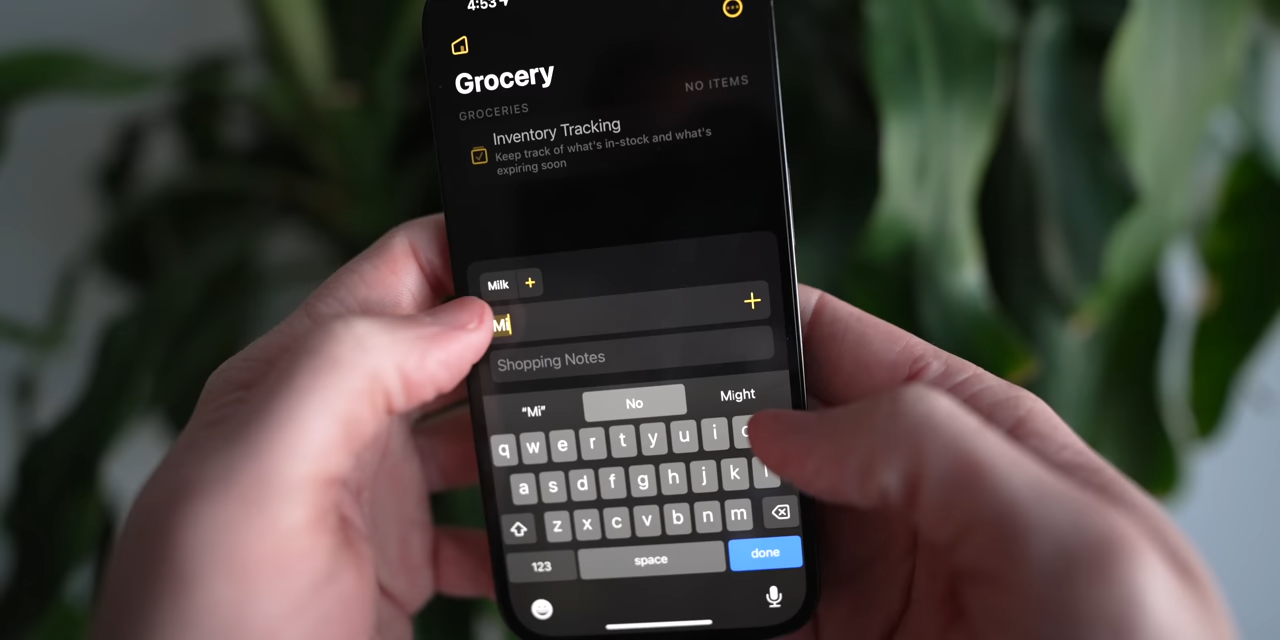 4:53
Grocery
NO ITEMS
GROCERIES
Inventory Tracking
Keep track of what's in-stock and what's
expiring soon
Milk +
Mi
+
Shopping Notes
"Mi" No Might
q w e r t y u i
a s d f g h j k
z x c v b n m
123 space done